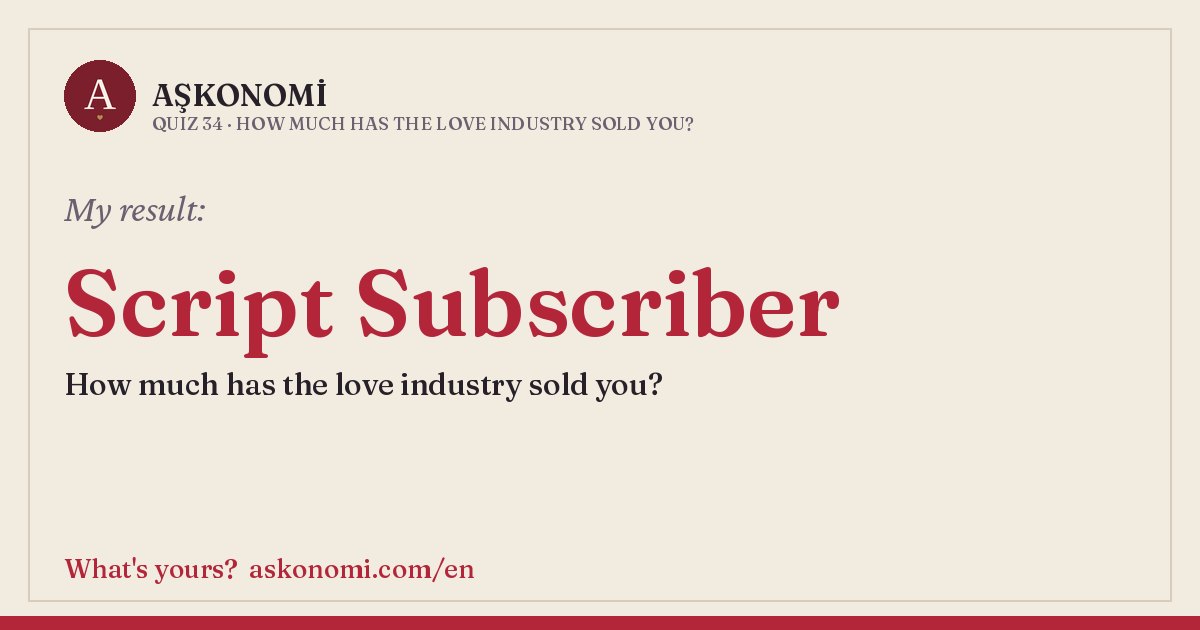 A
AŞKONOMİ
QUIZ 34 · HOW MUCH HAS THE LOVE INDUSTRY SOLD YOU?
My result:
Script Subscriber
How much has the love industry sold you?
What's yours? askonomi.com/en